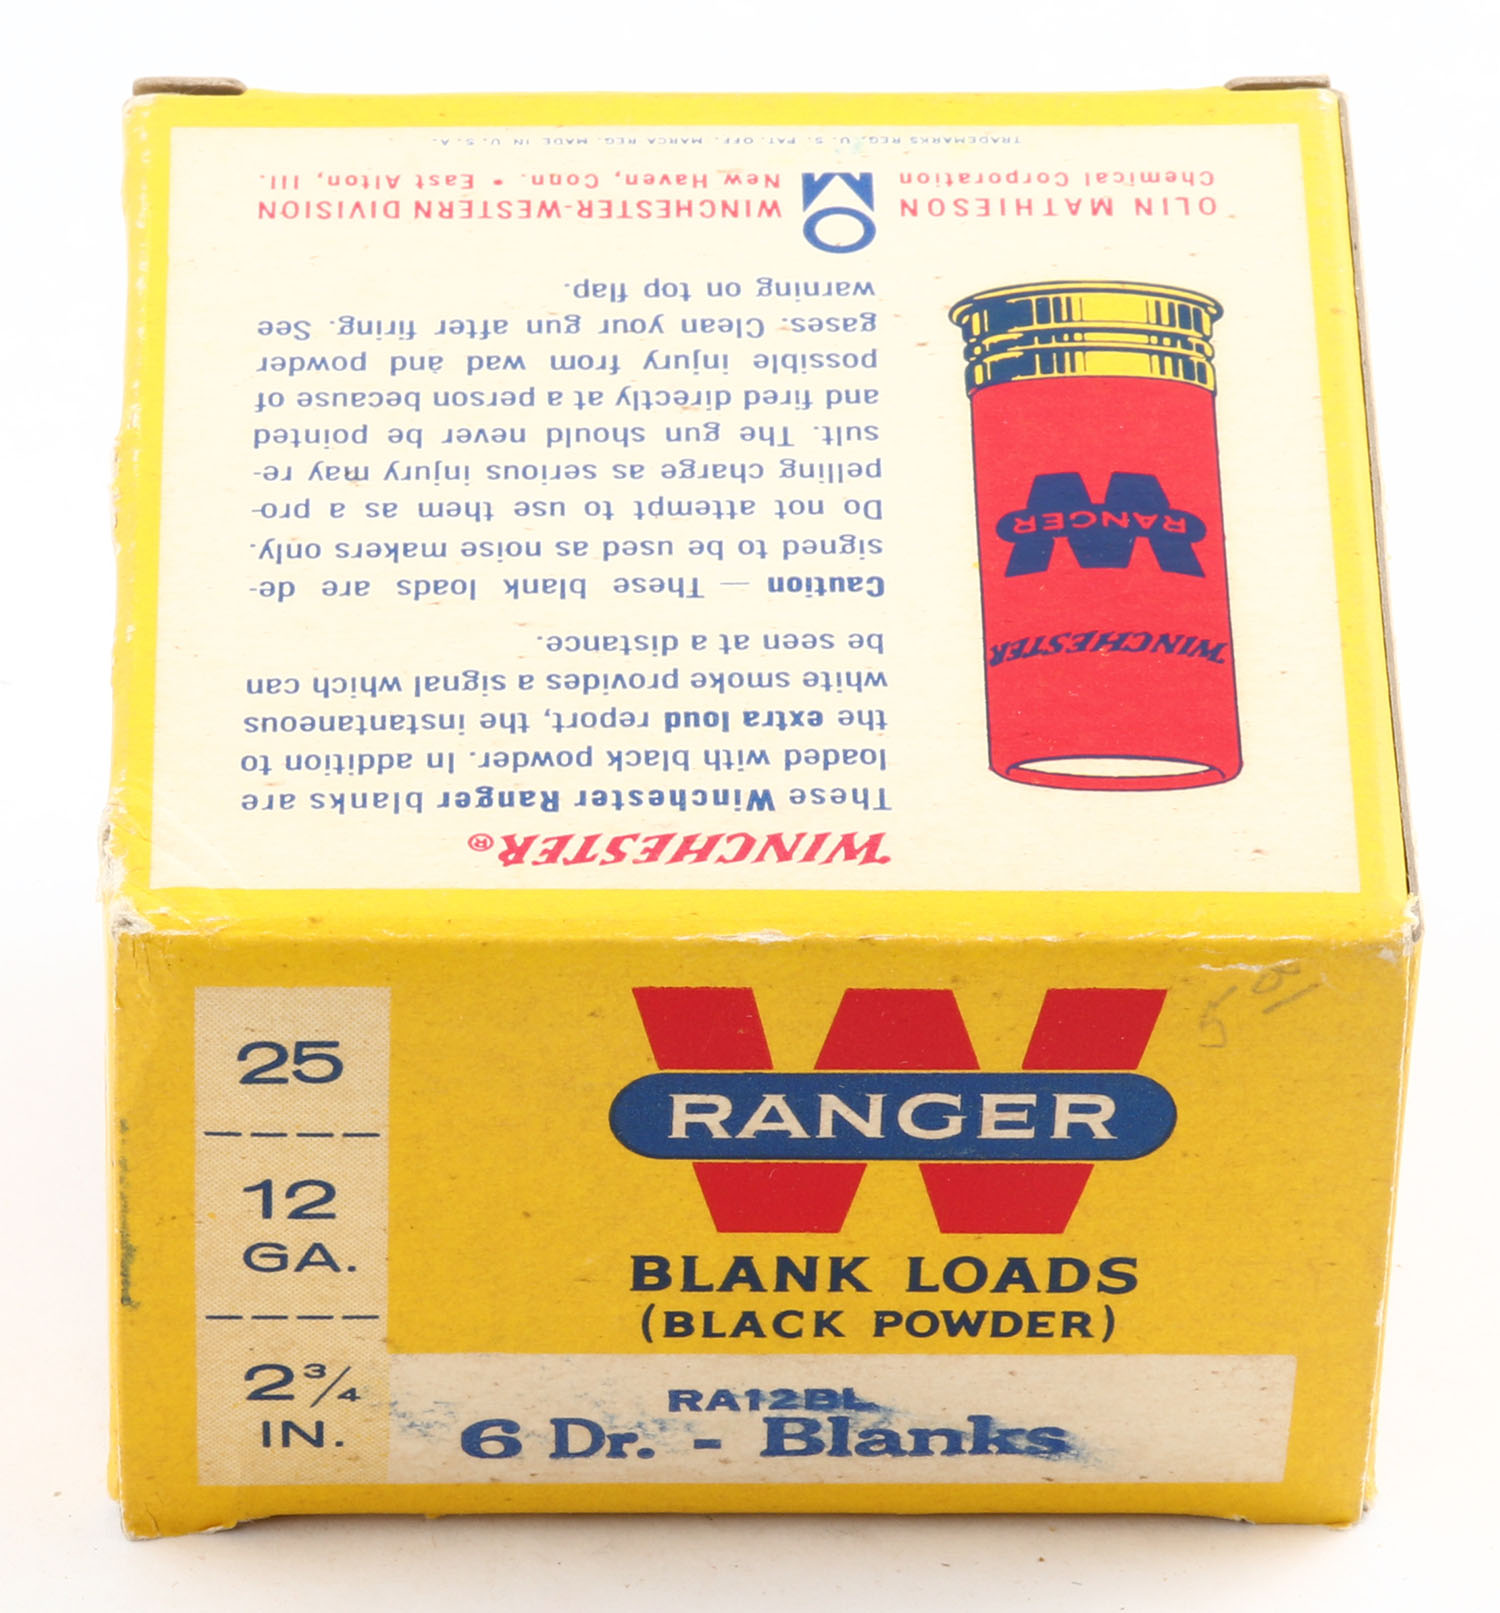 WINCHESTER®
These Winchester Ranger blanks are
loaded with black powder. In addition to
the extra loud report, the instantaneous
white smoke provides a signal which can
be seen at a distance.
Caution — These blank loads are de-
signed to be used as noise makers only.
Do not attempt to use them as a pro-
pelling charge as serious injury may re-
sult. The gun should never be pointed
and fired directly at a person because of
possible injury from wad and powder
gases. Clean your gun after firing. See
warning on top flap.
WINCHESTER
RANGER
OLIN MATHIESON
Chemical Corporation
WINCHESTER-WESTERN DIVISION
New Haven, Conn. • East Alton, Ill.
TRADEMARKS REG. U. S. PAT. OFF. MARCA REG. MADE IN U. S. A.
25
12
GA.
2 3/4
IN.
RANGER
BLANK LOADS
(BLACK POWDER)
RA12BL
6 Dr. - Blanks